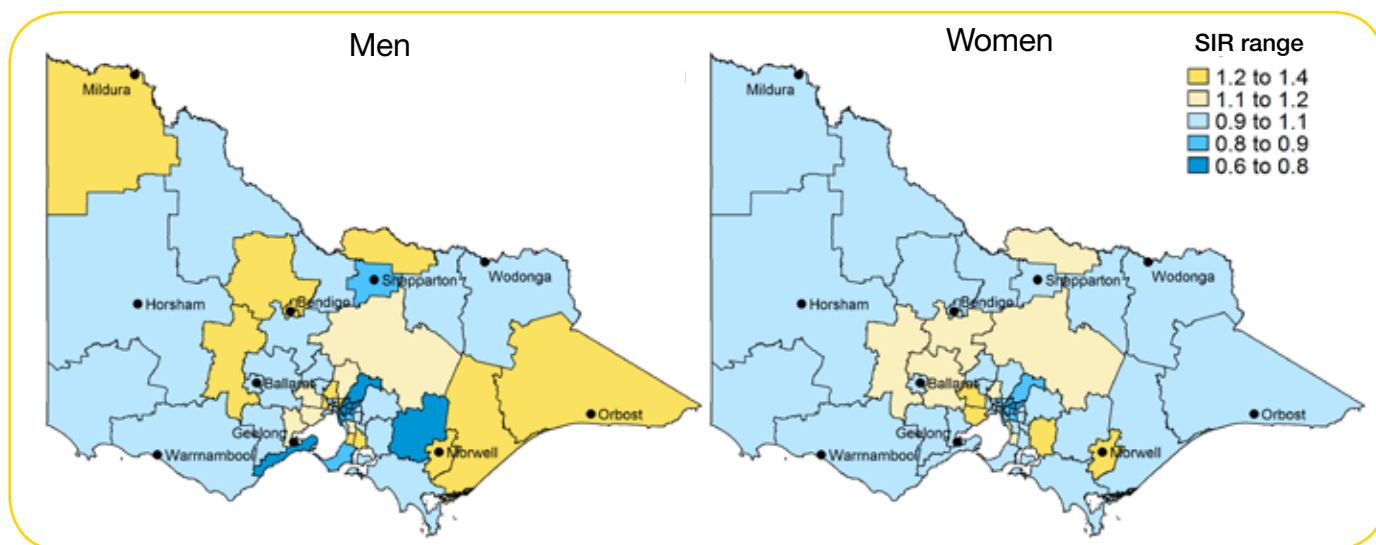 Men
Women
SIR range
1.2 to 1.4
1.1 to 1.2
0.9 to 1.1
0.8 to 0.9
0.6 to 0.8
Mildura
Horsham
Bendigo
Shepparton
Wodonga
Ballarat
Geelong
Warrnambool
Morwell
Orbost
Mildura
Horsham
Bendigo
Shepparton
Wodonga
Ballarat
Geelong
Warrnambool
Morwell
Orbost